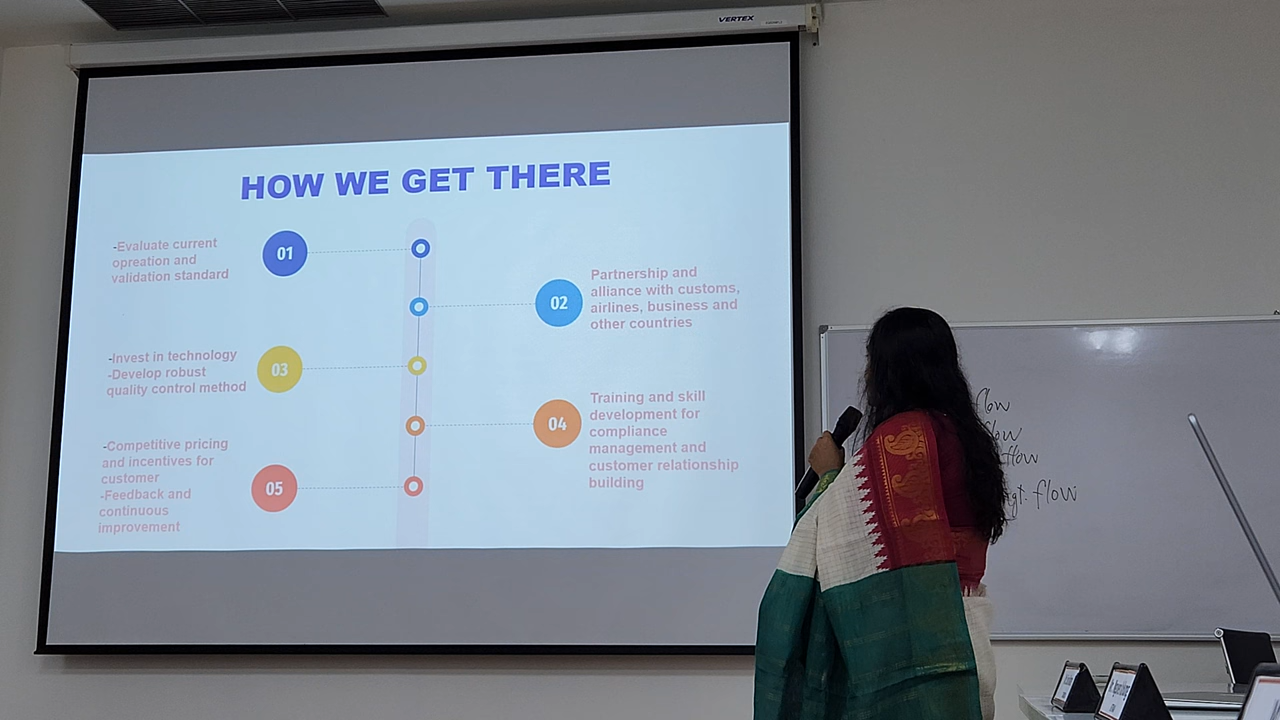 VERTEX
HOW WE GET THERE
-Evaluate current
opreation and
validation standard
01
02
Partnership and
alliance with customs,
airlines, business and
other countries
-Invest in technology
-Develop robust
quality control method
03
04
Training and skill
development for
compliance
management and
customer relationship
building
-Competitive pricing
and incentives for
customer
-Feedback and
continuous
improvement
05
flow
flow
flow